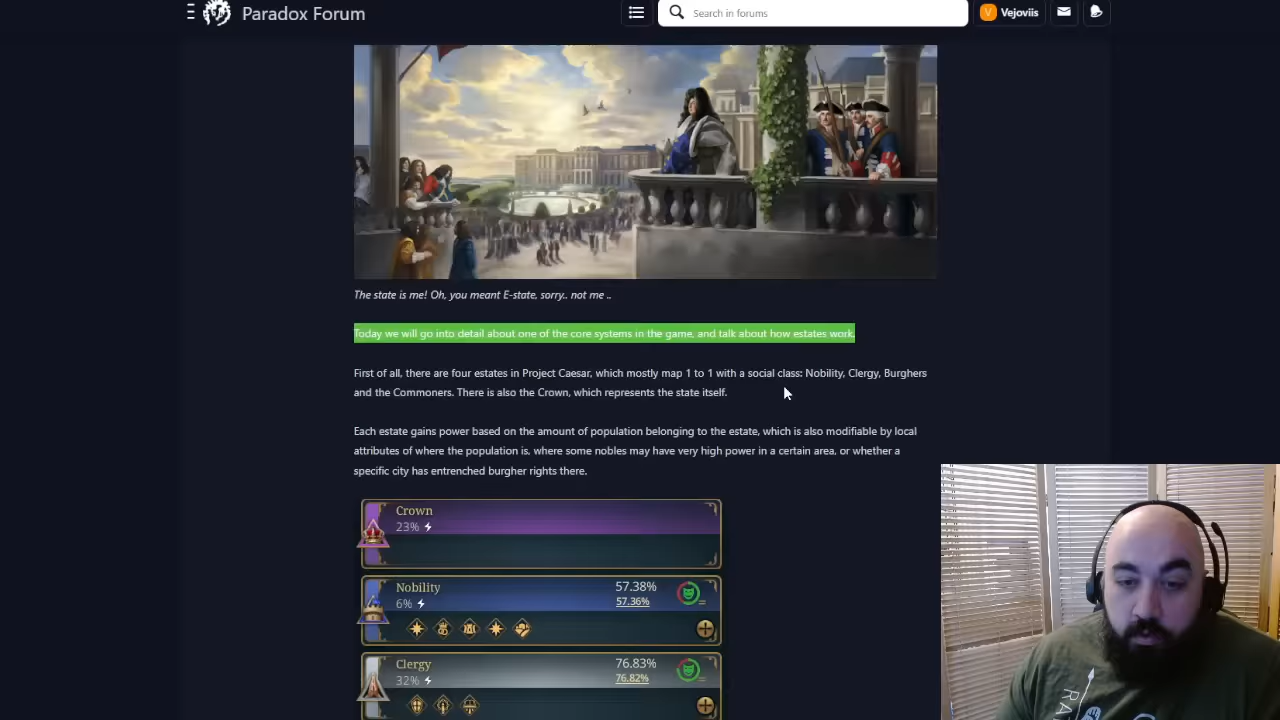 Paradox Forum
Search in forums
V Vejoviis
The state is me! Oh, you meant E-state, sorry.. not me ..
Today we will go into detail about one of the core systems in the game, and talk about how estates work.
First of all, there are four estates in Project Caesar, which mostly map 1 to 1 with a social class: Nobility, Clergy, Burghers
and the Commoners. There is also the Crown, which represents the state itself.
Each estate gains power based on the amount of population belonging to the estate, which is also modifiable by local
attributes of where the population is, where some nobles may have very high power in a certain area, or whether a
specific city has entrenched burgher rights there.
Crown
23%
Nobility 57.38%
6% 57.36%
Clergy 76.83%
32% 76.82%
RA